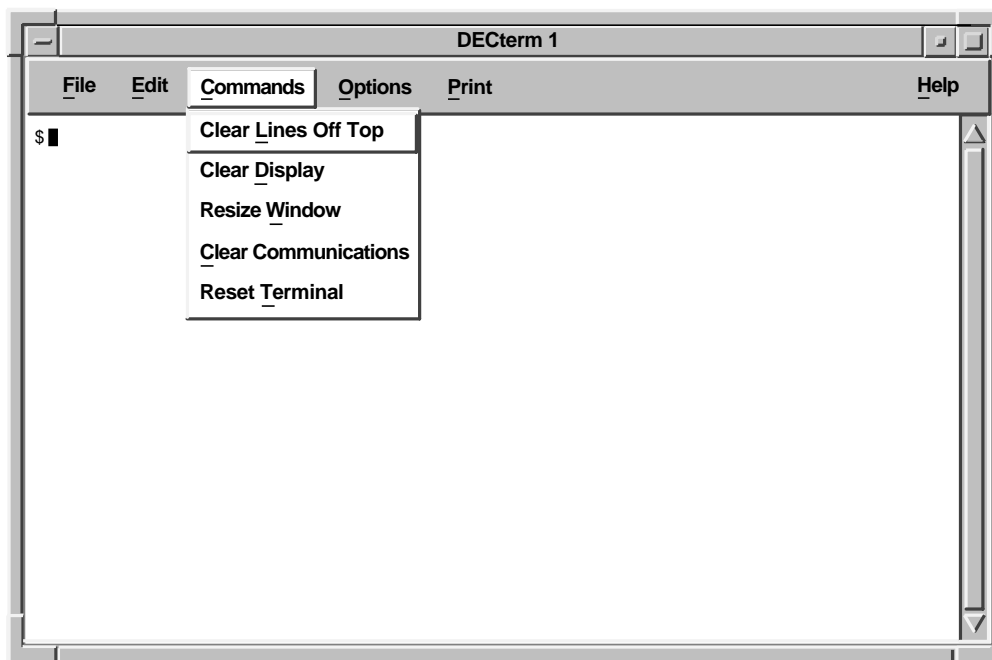 DECterm 1
File Edit Commands Options Print Help
$
Clear Lines Off Top
Clear Display
Resize Window
Clear Communications
Reset Terminal